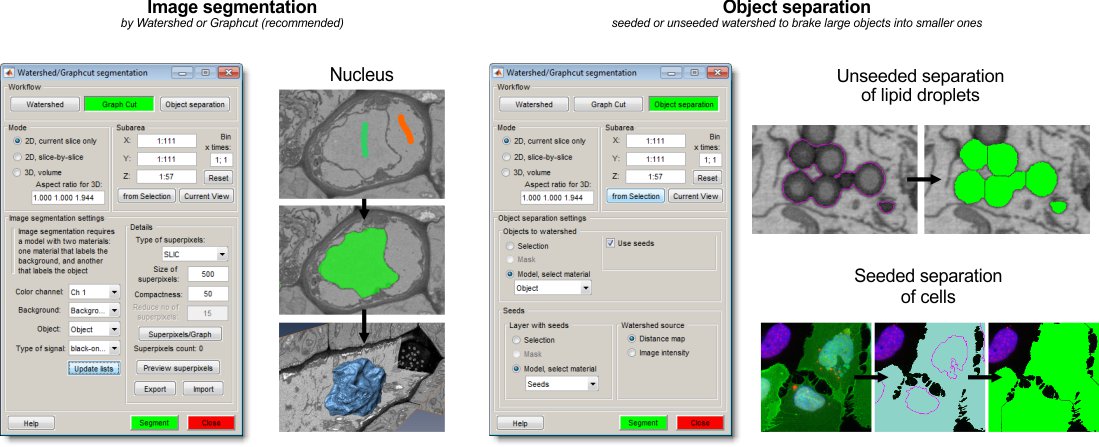 Image segmentation
by Watershed or Graphcut (recommended)
Watershed/Graphcut segmentation
Workflow
Watershed
Graph Cut
Object separation
Mode
2D, current slice only
2D, slice-by-slice
3D, volume
Aspect ratio for 3D:
1.000 1.000 1.944
Subarea
X: 1:111
Y: 1:111
Z: 1:57
Bin
x times:
1; 1
Reset
from Selection
Current View
Image segmentation settings
Image segmentation requires
a model with two materials:
one material that labels the
background, and another
that labels the object
Color channel: Ch 1
Background: Backgro...
Object: Object
Type of signal: black-on...
Update lists
Details
Type of superpixels:
SLIC
Size of
superpixels: 500
Compactness: 50
Reduce no of
superpixels: 15
Superpixels/Graph
Superpixels count: 0
Preview superpixels
Export
Import
Help
Segment
Close
Nucleus
Object separation
seeded or unseeded watershed to brake large objects into smaller ones
Watershed/Graphcut segmentation
Workflow
Watershed
Graph Cut
Object separation
Mode
2D, current slice only
2D, slice-by-slice
3D, volume
Aspect ratio for 3D:
1.000 1.000 1.944
Subarea
X: 1:111
Y: 1:111
Z: 1:57
Bin
x times:
1; 1
Reset
from Selection
Current View
Object separation settings
Objects to watershed
Selection
Mask
Model, select material
Object
Use seeds
Seeds
Layer with seeds
Selection
Mask
Model, select material
Seeds
Watershed source
Distance map
Image intensity
Help
Segment
Close
Unseeded separation
of lipid droplets
Seeded separation
of cells